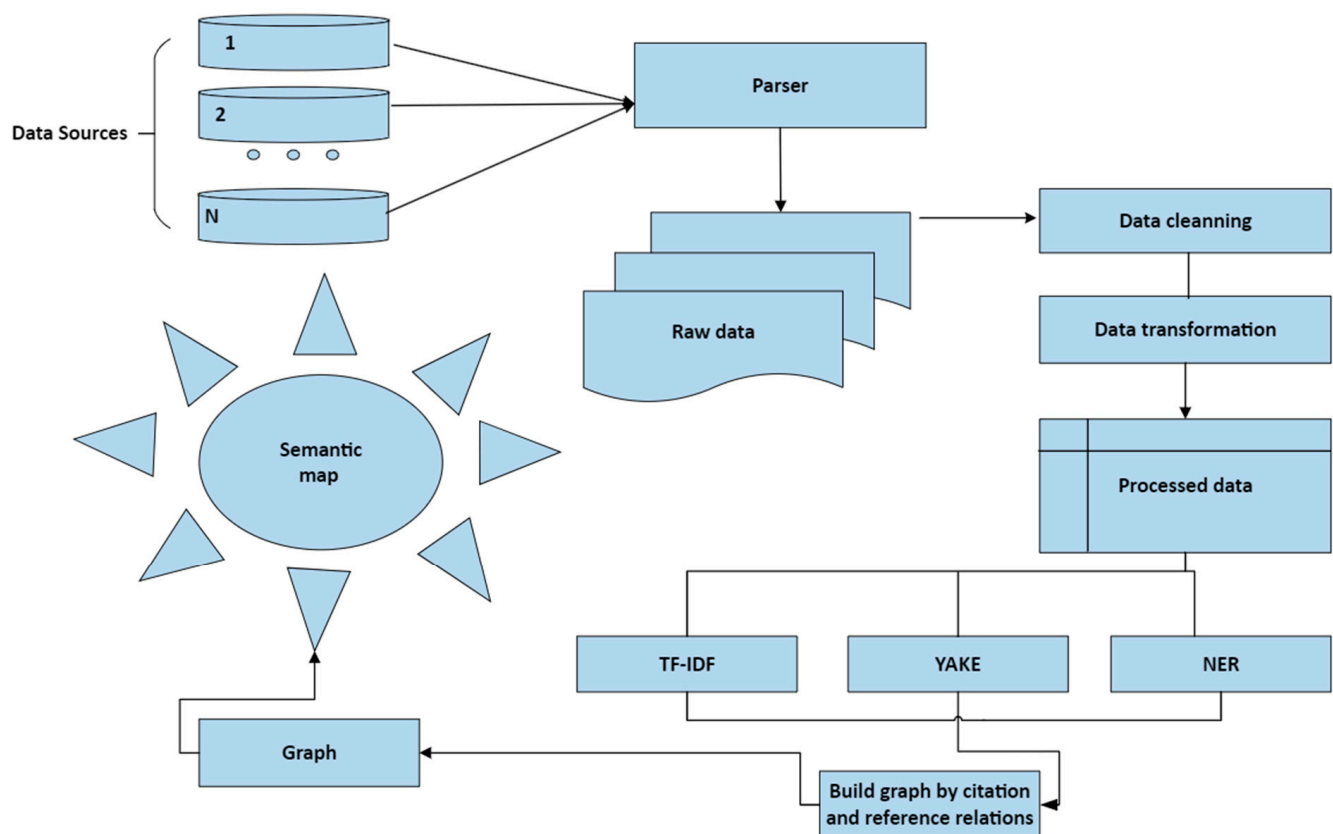 1
2
Data Sources
N
Parser
Data cleanning
Raw data
Data transformation
Semantic
map
Processed data
TF-IDF
YAKE
NER
Graph
Build graph by citation
and reference relations